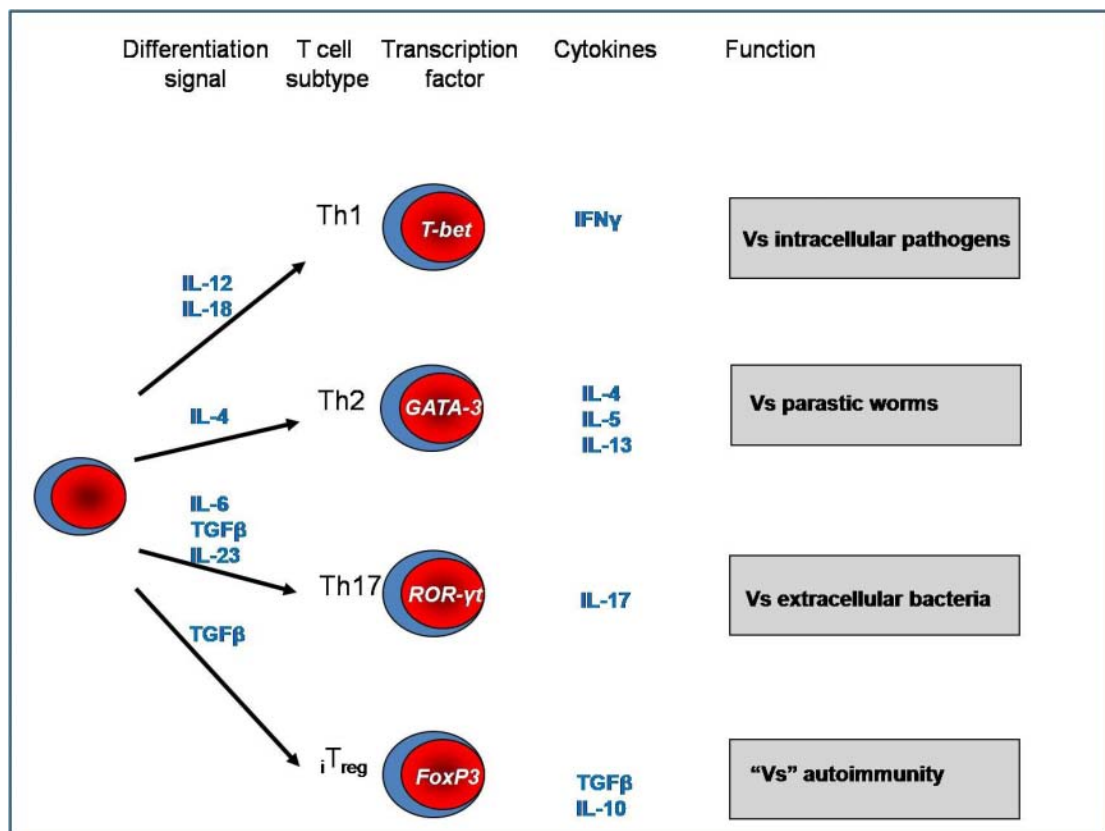 Differentiation signal
T cell subtype
Transcription factor
Cytokines
Function
IL-12
IL-18
Th1
T-bet
IFNγ
Vs intracellular pathogens
IL-4
Th2
GATA-3
IL-4
IL-5
IL-13
Vs parastic worms
IL-6
TGFβ
IL-23
Th17
ROR-γt
IL-17
Vs extracellular bacteria
TGFβ
iTreg
FoxP3
TGFβ
IL-10
“Vs” autoimmunity